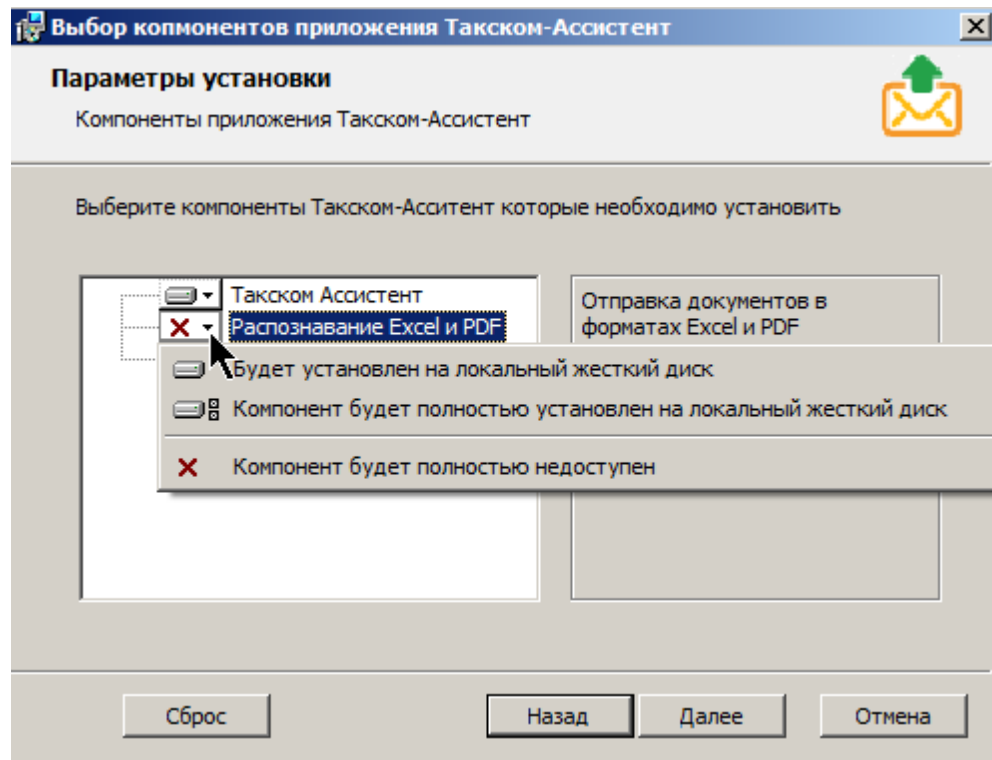 Выбор копмонентов приложения Такском-Ассистент
Параметры установки
Компоненты приложения Такском-Ассистент
Выберите компоненты Такском-Асситент которые необходимо установить
Такском Ассистент
Распознавание Excel и PDF
Отправка документов в
форматах Excel и PDF
Будет установлен на локальный жесткий диск
Компонент будет полностью установлен на локальный жесткий диск
Компонент будет полностью недоступен
Сброс
Назад
Далее
Отмена